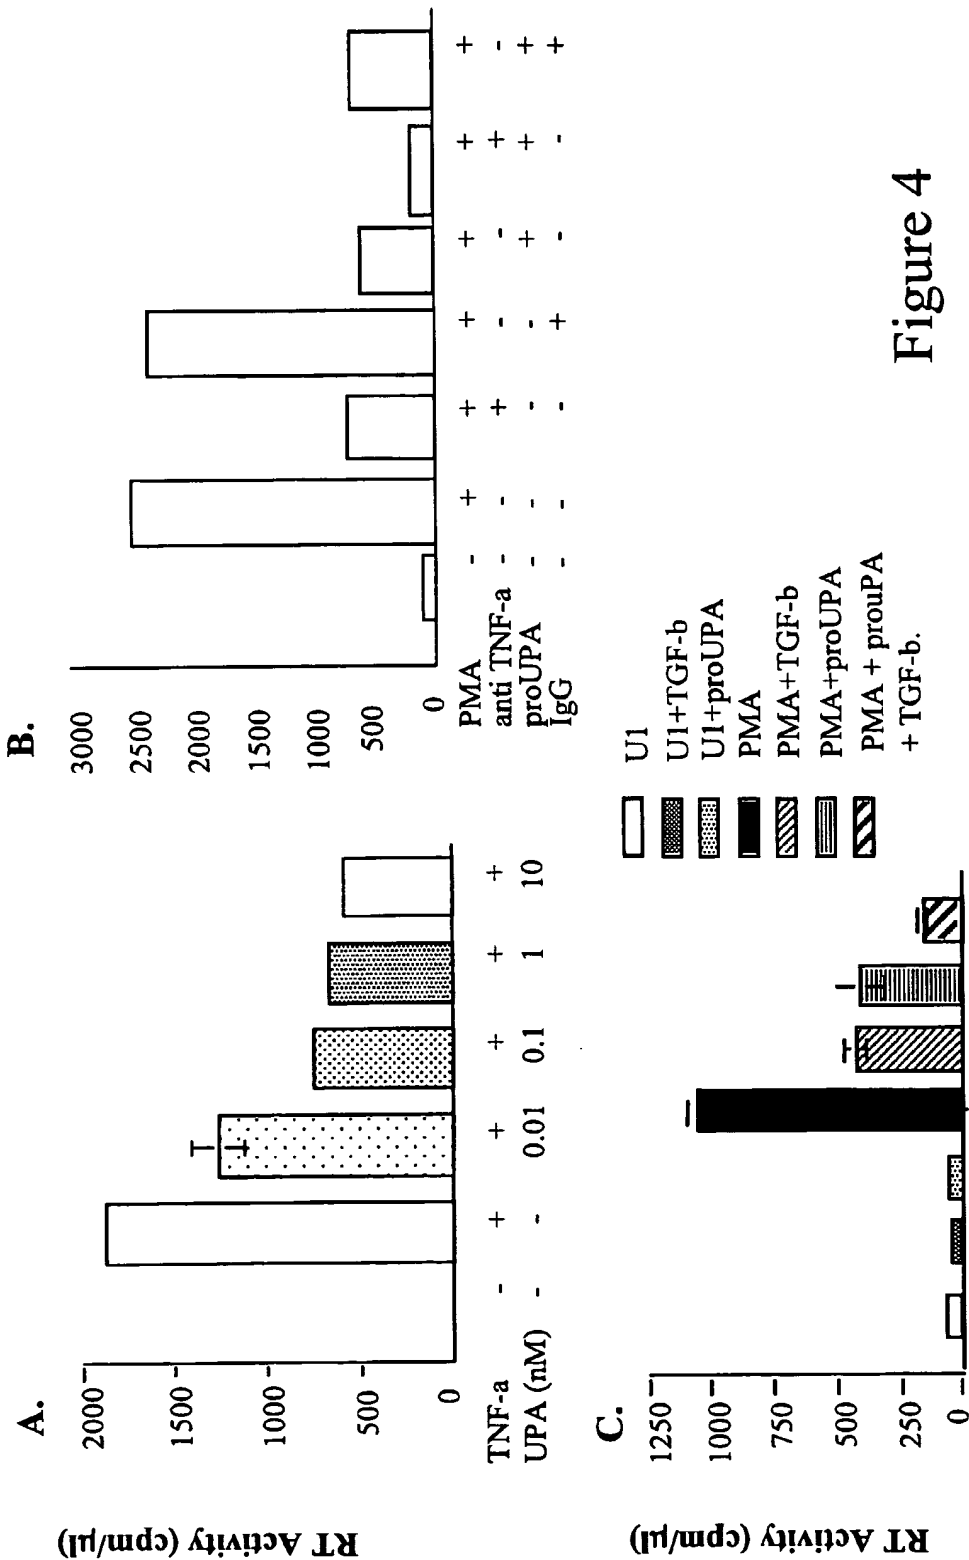 A.
RT Activity (cpm/µl)
2000
1500
1000
500
0
TNF-a - + + + + +
UPA (nM) - - 0.01 0.1 1 10
B.
3000
2500
2000
1500
1000
500
0
PMA - + + + + + +
anti TNF-a - - + - - + -
proUPA - - - - + + +
IgG - - - + - - +
C.
RT Activity (cpm/µl)
1250
1000
750
500
250
0
U1
U1+TGF-b
U1+proUPA
PMA
PMA+TGF-b
PMA+proUPA
PMA + prouPA
+ TGF-b.
Figure 4